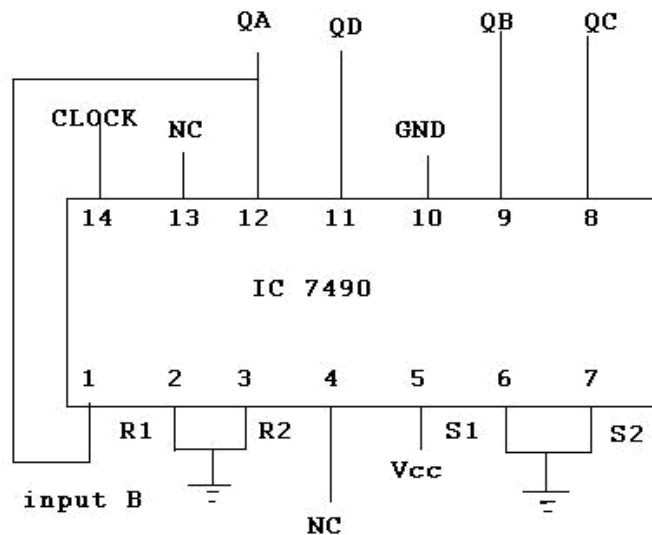 QA QD QB QC
CLOCK NC GND
14 13 12 11 10 9 8
IC 7490
1 2 3 4 5 6 7
R1 R2 S1 S2
Vcc
input B
NC